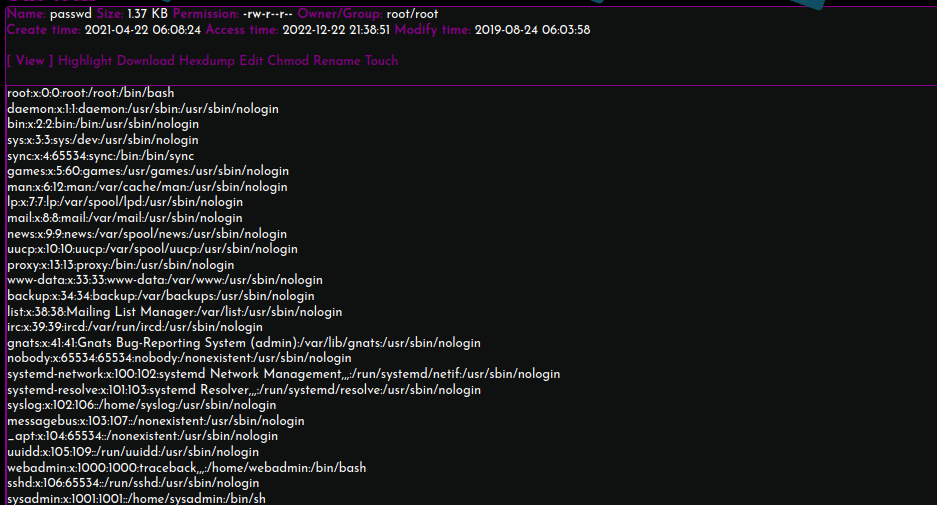 Name: passwd Size: 1.37 KB Permission: -rw-r--r-- Owner/Group: root/root
Create time: 2021-04-22 06:08:24 Access time: 2022-12-22 21:38:51 Modify time: 2019-08-24 06:03:58
[ View ] Highlight Download Hexdump Edit Chmod Rename Touch
root:x:0:0:root:/root:/bin/bash
daemon:x:1:1:daemon:/usr/sbin:/usr/sbin/nologin
bin:x:2:2:bin:/bin:/usr/sbin/nologin
sys:x:3:3:sys:/dev:/usr/sbin/nologin
sync:x:4:65534:sync:/bin:/bin/sync
games:x:5:60:games:/usr/games:/usr/sbin/nologin
man:x:6:12:man:/var/cache/man:/usr/sbin/nologin
lp:x:7:7:lp:/var/spool/lpd:/usr/sbin/nologin
mail:x:8:8:mail:/var/mail:/usr/sbin/nologin
news:x:9:9:news:/var/spool/news:/usr/sbin/nologin
uucp:x:10:10:uucp:/var/spool/uucp:/usr/sbin/nologin
proxy:x:13:13:proxy:/bin:/usr/sbin/nologin
www-data:x:33:33:www-data:/var/www:/usr/sbin/nologin
backup:x:34:34:backup:/var/backups:/usr/sbin/nologin
list:x:38:38:Mailing List Manager:/var/list:/usr/sbin/nologin
irc:x:39:39:ircd:/var/run/ircd:/usr/sbin/nologin
gnats:x:41:41:Gnats Bug-Reporting System (admin):/var/lib/gnats:/usr/sbin/nologin
nobody:x:65534:65534:nobody:/nonexistent:/usr/sbin/nologin
systemd-network:x:100:102:systemd Network Management,,,:/run/systemd/netif:/usr/sbin/nologin
systemd-resolve:x:101:103:systemd Resolver,,,:/run/systemd/resolve:/usr/sbin/nologin
syslog:x:102:106::/home/syslog:/usr/sbin/nologin
messagebus:x:103:107::/nonexistent:/usr/sbin/nologin
_apt:x:104:65534::/nonexistent:/usr/sbin/nologin
uuidd:x:105:109::/run/uuidd:/usr/sbin/nologin
webadmin:x:1000:1000:traceback,,,:/home/webadmin:/bin/bash
sshd:x:106:65534::/run/sshd:/usr/sbin/nologin
sysadmin:x:1001:1001::/home/sysadmin:/bin/sh